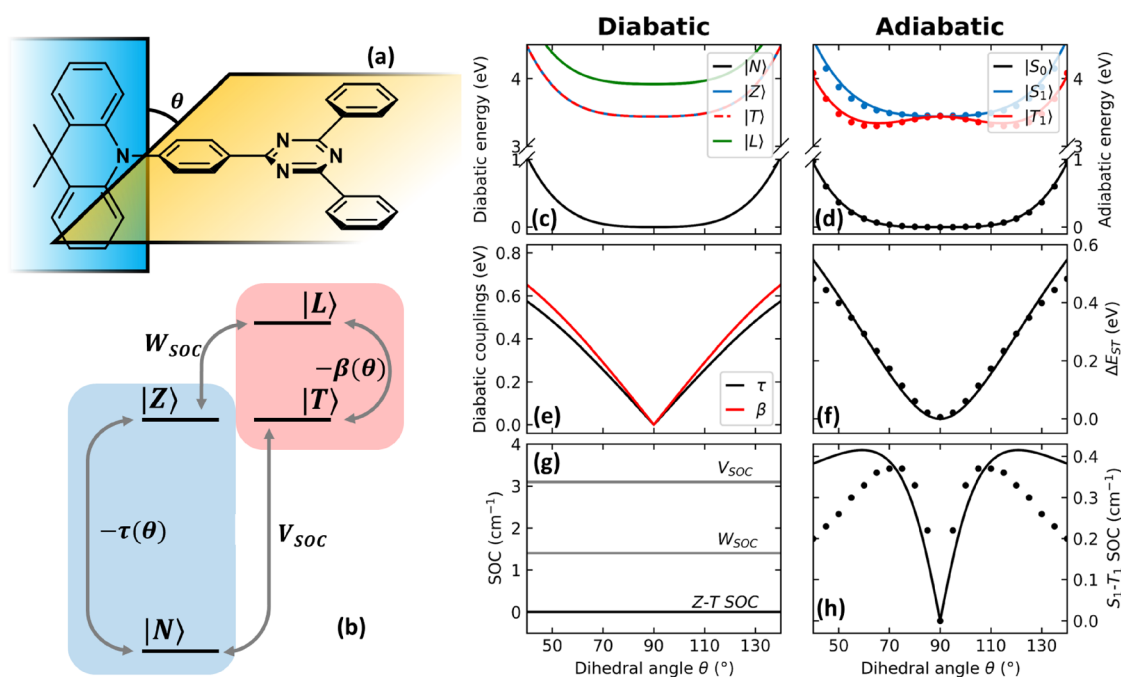 Diabatic
Adiabatic
(a)
θ
N
N
N
N
(b)
|L⟩
W_SOC
−β(θ)
|Z⟩
|T⟩
−τ(θ)
V_SOC
|N⟩
Diabatic energy (eV)
4
3
1
0
|N⟩
|Z⟩
|T⟩
|L⟩
(c)
4
3
1
0
Adiabatic energy (eV)
|S₀⟩
|S₁⟩
|T₁⟩
(d)
Diabatic couplings (eV)
0.8
0.6
0.4
0.2
0.0
τ
β
(e)
0.6
0.4
0.2
0.0
ΔE_ST (eV)
(f)
SOC (cm⁻¹)
4
3
2
1
0
(g)
V_SOC
W_SOC
Z-T SOC
50 70 90 110 130
Dihedral angle θ (°)
0.4
0.3
0.2
0.1
0.0
S₁-T₁ SOC (cm⁻¹)
(h)
50 70 90 110 130
Dihedral angle θ (°)